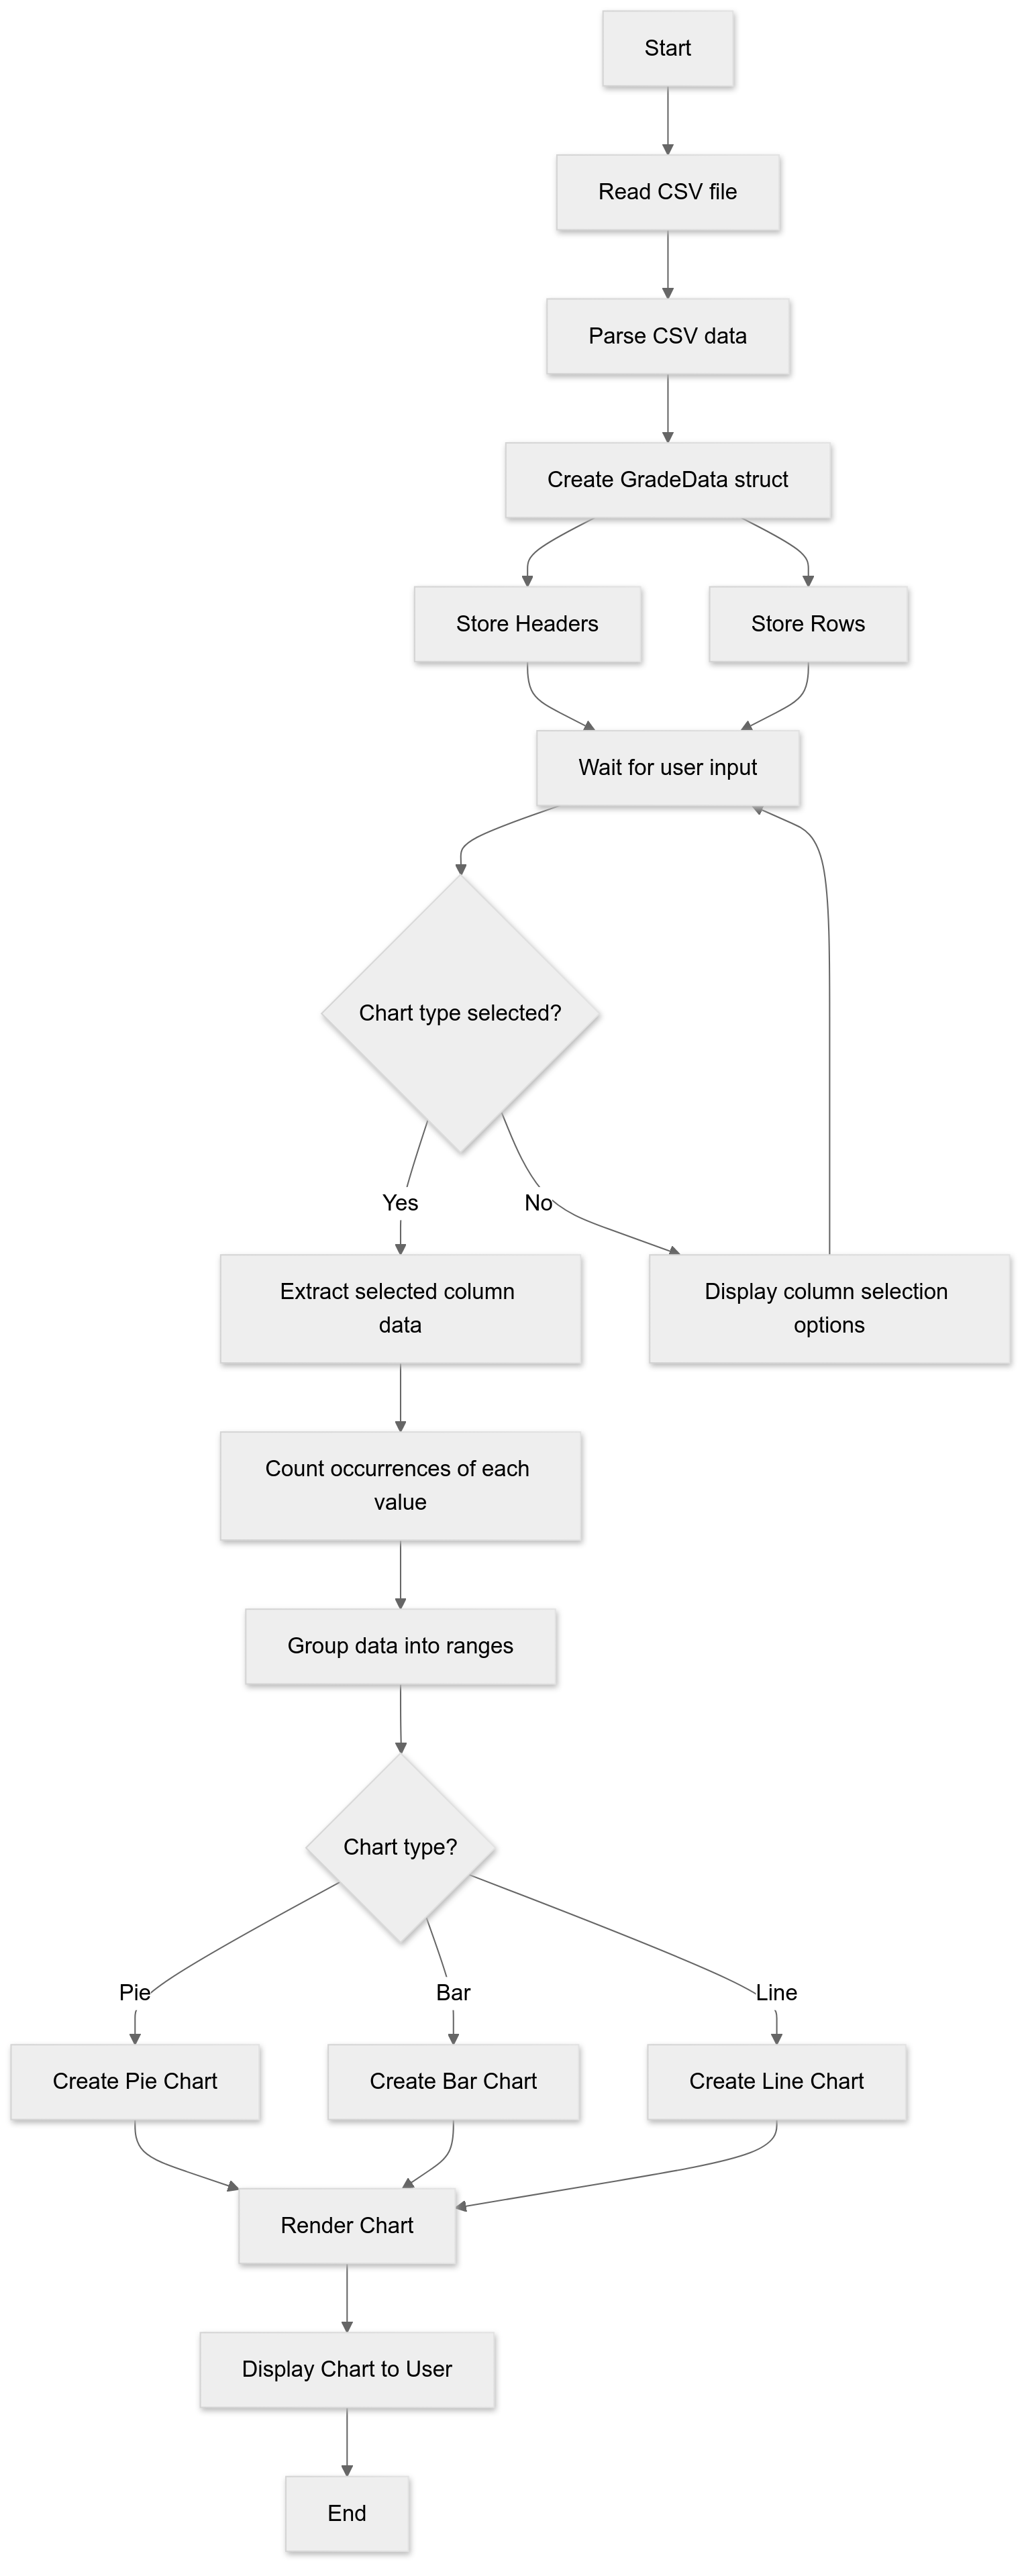 Start
Read CSV file
Parse CSV data
Create GradeData struct
Store Headers
Store Rows
Wait for user input
Chart type selected?
Yes
No
Extract selected column
data
Display column selection
options
Count occurrences of each
value
Group data into ranges
Chart type?
Pie
Bar
Line
Create Pie Chart
Create Bar Chart
Create Line Chart
Render Chart
Display Chart to User
End